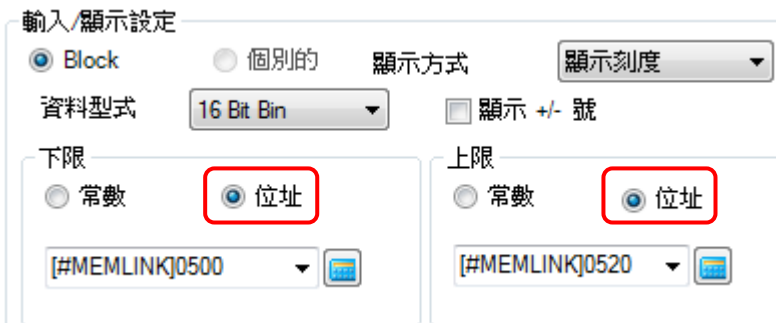 輸入/顯示設定
Block 個別的 顯示方式 顯示刻度
資料型式 16 Bit Bin 顯示 +/- 號
下限 上限
常數 位址 常數 位址
[#MEMLINK]0500 [#MEMLINK]0520